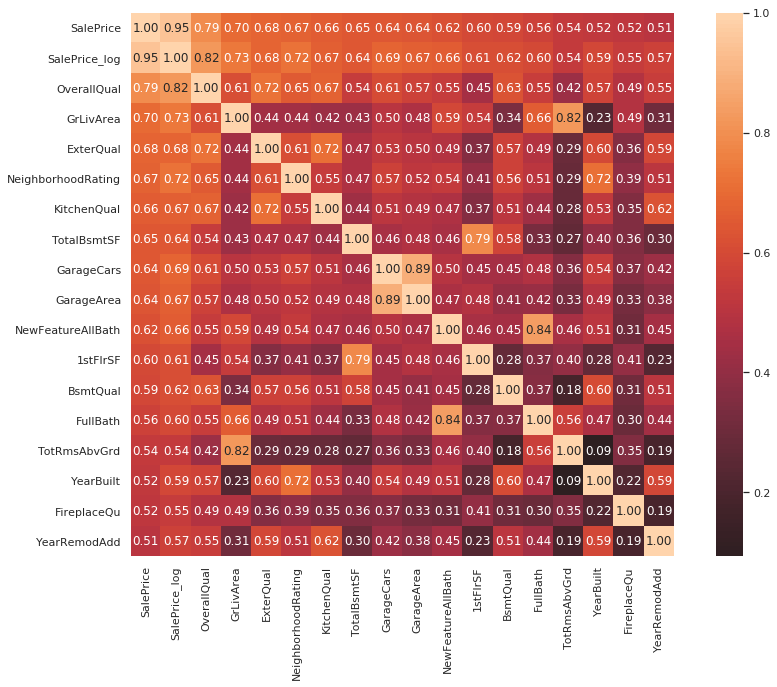 SalePrice 1.00 0.95 0.79 0.70 0.68 0.67 0.66 0.65 0.64 0.64 0.62 0.60 0.59 0.56 0.54 0.52 0.52 0.51
SalePrice_log 0.95 1.00 0.82 0.73 0.68 0.72 0.67 0.64 0.69 0.67 0.66 0.61 0.62 0.60 0.54 0.59 0.55 0.57
OverallQual 0.79 0.82 1.00 0.61 0.72 0.65 0.67 0.54 0.61 0.57 0.55 0.45 0.63 0.55 0.42 0.57 0.49 0.55
GrLivArea 0.70 0.73 0.61 1.00 0.44 0.44 0.42 0.43 0.50 0.48 0.59 0.54 0.34 0.66 0.82 0.23 0.49 0.31
ExterQual 0.68 0.68 0.72 0.44 1.00 0.61 0.72 0.47 0.53 0.50 0.49 0.37 0.57 0.49 0.29 0.60 0.36 0.59
NeighborhoodRating 0.67 0.72 0.65 0.44 0.61 1.00 0.55 0.47 0.57 0.52 0.54 0.41 0.56 0.51 0.29 0.72 0.39 0.51
KitchenQual 0.66 0.67 0.67 0.42 0.72 0.55 1.00 0.44 0.51 0.49 0.47 0.37 0.51 0.44 0.28 0.53 0.35 0.62
TotalBsmtSF 0.65 0.64 0.54 0.43 0.47 0.47 0.44 1.00 0.46 0.48 0.46 0.79 0.58 0.33 0.27 0.40 0.36 0.30
GarageCars 0.64 0.69 0.61 0.50 0.53 0.57 0.51 0.46 1.00 0.89 0.50 0.45 0.45 0.48 0.36 0.54 0.37 0.42
GarageArea 0.64 0.67 0.57 0.48 0.50 0.52 0.49 0.48 0.89 1.00 0.47 0.48 0.41 0.42 0.33 0.49 0.33 0.38
NewFeatureAllBath 0.62 0.66 0.55 0.59 0.49 0.54 0.47 0.46 0.50 0.47 1.00 0.46 0.45 0.84 0.46 0.51 0.31 0.45
1stFlrSF 0.60 0.61 0.45 0.54 0.37 0.41 0.37 0.79 0.45 0.48 0.46 1.00 0.28 0.37 0.40 0.28 0.41 0.23
BsmtQual 0.59 0.62 0.63 0.34 0.57 0.56 0.51 0.58 0.45 0.41 0.45 0.28 1.00 0.37 0.18 0.60 0.31 0.51
FullBath 0.56 0.60 0.55 0.66 0.49 0.51 0.44 0.33 0.48 0.42 0.84 0.37 0.37 1.00 0.56 0.47 0.30 0.44
TotRmsAbvGrd 0.54 0.54 0.42 0.82 0.29 0.29 0.28 0.27 0.36 0.33 0.46 0.40 0.18 0.56 1.00 0.09 0.35 0.19
YearBuilt 0.52 0.59 0.57 0.23 0.60 0.72 0.53 0.40 0.54 0.49 0.51 0.28 0.60 0.47 0.09 1.00 0.22 0.59
FireplaceQu 0.52 0.55 0.49 0.49 0.36 0.39 0.35 0.36 0.37 0.33 0.31 0.41 0.31 0.30 0.35 0.22 1.00 0.19
YearRemodAdd 0.51 0.57 0.55 0.31 0.59 0.51 0.62 0.30 0.42 0.38 0.45 0.23 0.51 0.44 0.19 0.59 0.19 1.00
SalePrice
SalePrice_log
OverallQual
GrLivArea
ExterQual
NeighborhoodRating
KitchenQual
TotalBsmtSF
GarageCars
GarageArea
NewFeatureAllBath
1stFlrSF
BsmtQual
FullBath
TotRmsAbvGrd
YearBuilt
FireplaceQu
YearRemodAdd
1.0
0.8
0.6
0.4
0.2